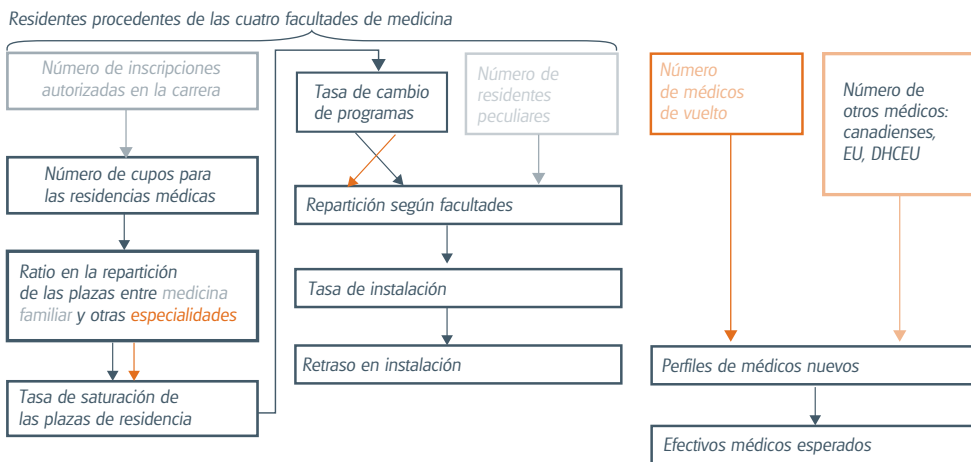 Residentes procedentes de las cuatro facultades de medicina
Número de inscripciones
autorizadas en la carrera
Número de cupos para
las residencias médicas
Ratio en la repartición
de las plazas entre medicina
familiar y otras especialidades
Tasa de saturación de
las plazas de residencia
Tasa de cambio
de programas
Número de
residentes
peculiares
Repartición según facultades
Tasa de instalación
Retraso en instalación
Número
de médicos
de vuelto
Número de
otros médicos:
canadienses,
EU, DHCEU
Perfiles de médicos nuevos
Efectivos médicos esperados